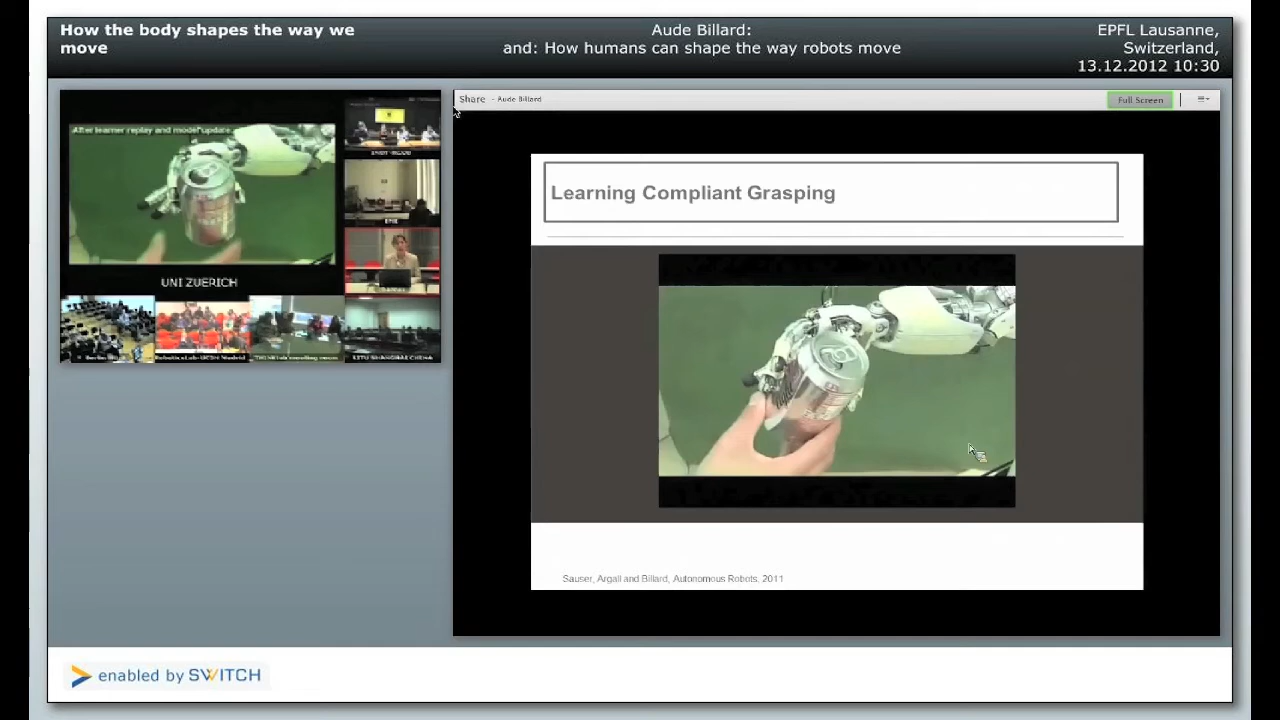 How the body shapes the way we
move
Aude Billard:
and: How humans can shape the way robots move
EPFL Lausanne,
Switzerland,
13.12.2012 10:30
Share - Aude Billard
Full Screen
After learner replay and model update
UNI ZUERICH
Learning Compliant Grasping
Sauser, Argall and Billard, Autonomous Robots, 2011
enabled by SWITCH